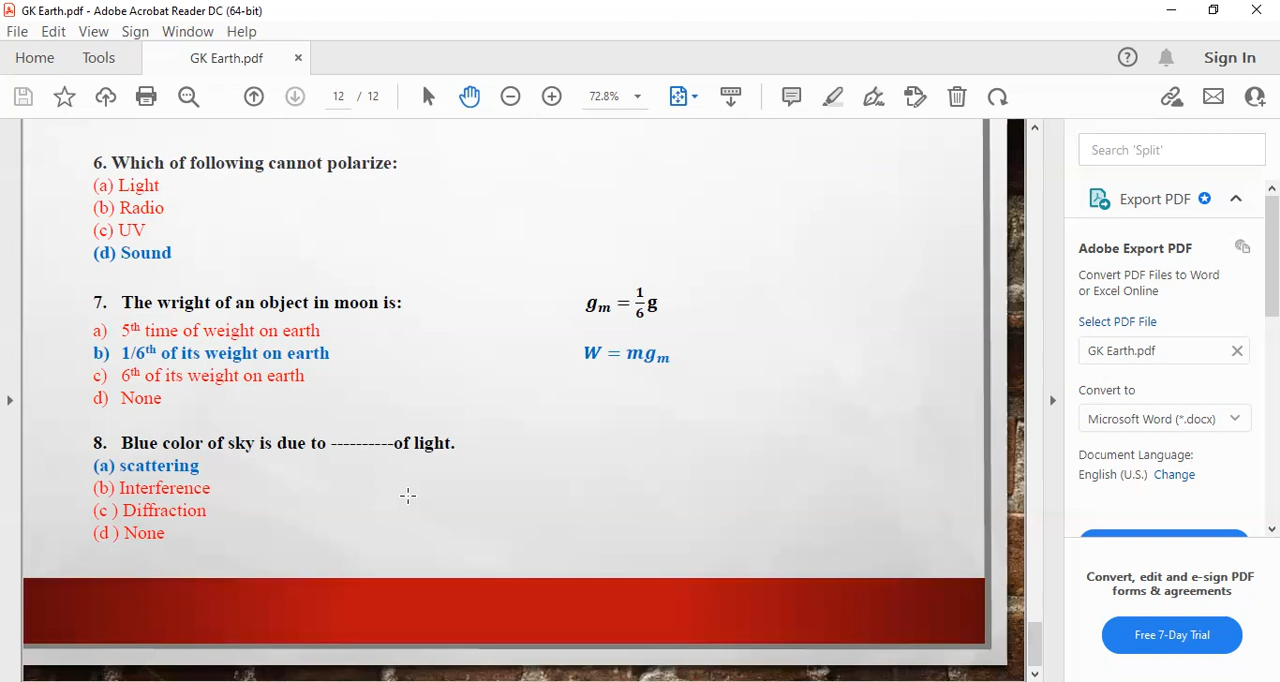 GK Earth.pdf - Adobe Acrobat Reader DC (64-bit)
File Edit View Sign Window Help
Home Tools GK Earth.pdf × Sign In
12 / 12 72.8%
6. Which of following cannot polarize:
(a) Light
(b) Radio
(c) UV
(d) Sound
7. The wright of an object in moon is: gₘ = 1/6 g
a) 5th time of weight on earth
b) 1/6th of its weight on earth W = mgₘ
c) 6th of its weight on earth
d) None
8. Blue color of sky is due to ----------of light.
(a) scattering
(b) Interference
(c ) Diffraction
(d ) None
Search 'Split'
Export PDF
Adobe Export PDF
Convert PDF Files to Word
or Excel Online
Select PDF File
GK Earth.pdf
Convert to
Microsoft Word (*.docx)
Document Language:
English (U.S.) Change
Convert, edit and e-sign PDF
forms & agreements
Free 7-Day Trial